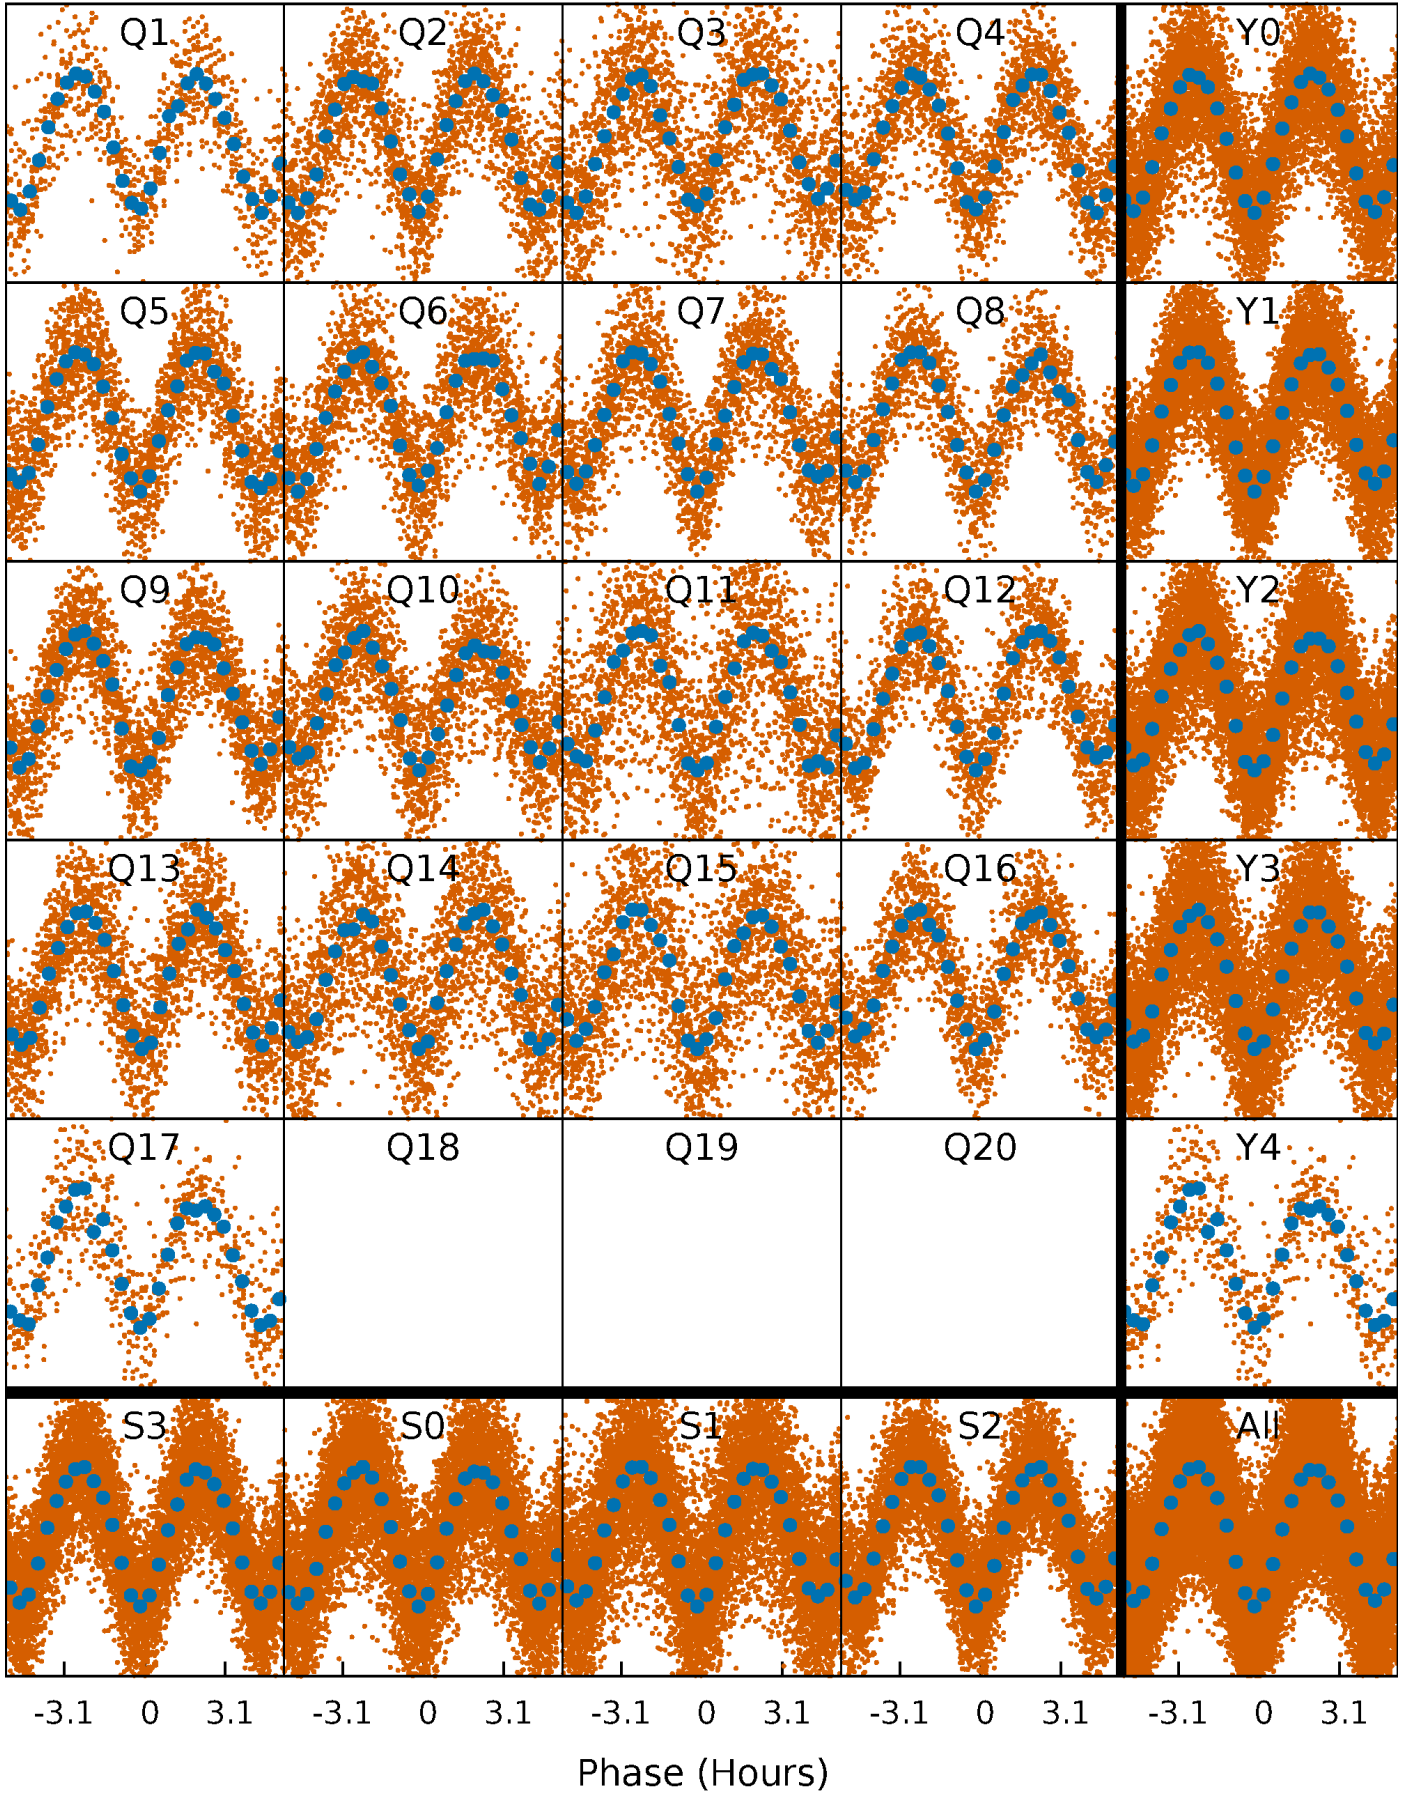 Q1 Q2 Q3 Q4 Y0
Q5 Q6 Q7 Q8 Y1
Q9 Q10 Q11 Q12 Y2
Q13 Q14 Q15 Q16 Y3
Q17 Q18 Q19 Q20 Y4
S3 S0 S1 S2 All
-3.1 0 3.1 -3.1 0 3.1 -3.1 0 3.1 -3.1 0 3.1 -3.1 0 3.1
Phase (Hours)